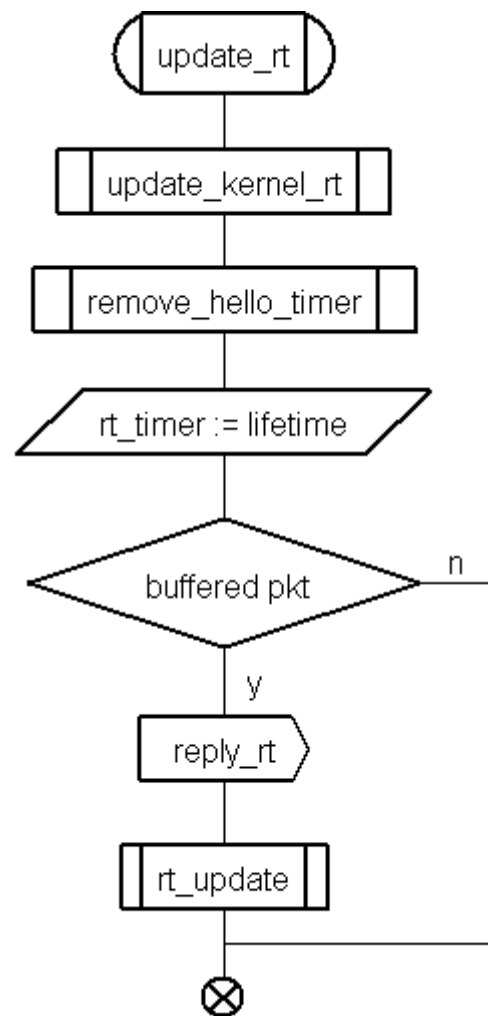 update_rt
update_kernel_rt
remove_hello_timer
rt_timer := lifetime
buffered pkt
n
y
reply_rt
rt_update